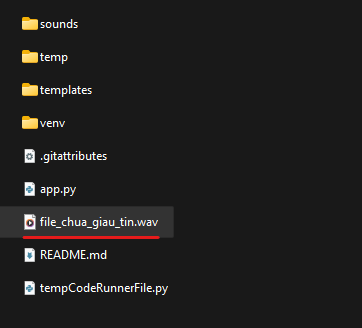 sounds
temp
templates
venv
.gitattributes
app.py
file_chua_giau_tin.wav
README.md
tempCodeRunnerFile.py